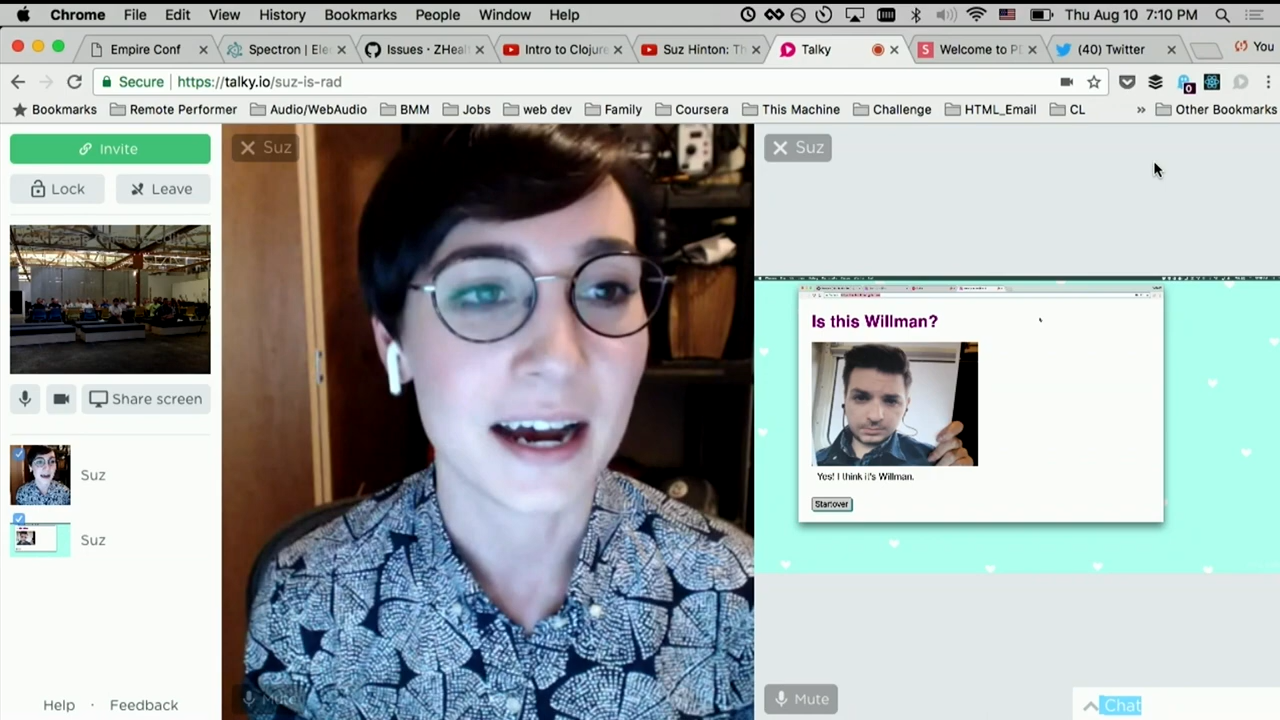 Chrome File Edit View History Bookmarks People Window Help Thu Aug 10 7:10 PM
Empire Conf Spectron | Ele Issues · ZHeal Intro to Clojure Suz Hinton: Th Talky Welcome to P (40) Twitter You
Secure https://talky.io/suz-is-rad
0
Bookmarks Remote Performer Audio/WebAudio BMM Jobs web dev Family Coursera This Machine Challenge HTML_Email CL » Other Bookmarks
Invite
Lock Leave
Share screen
Suz
Suz
Help · Feedback
Suz
Mute
Suz
Is this Willman?
Yes! I think it's Willman.
Startover
Mute
Chat